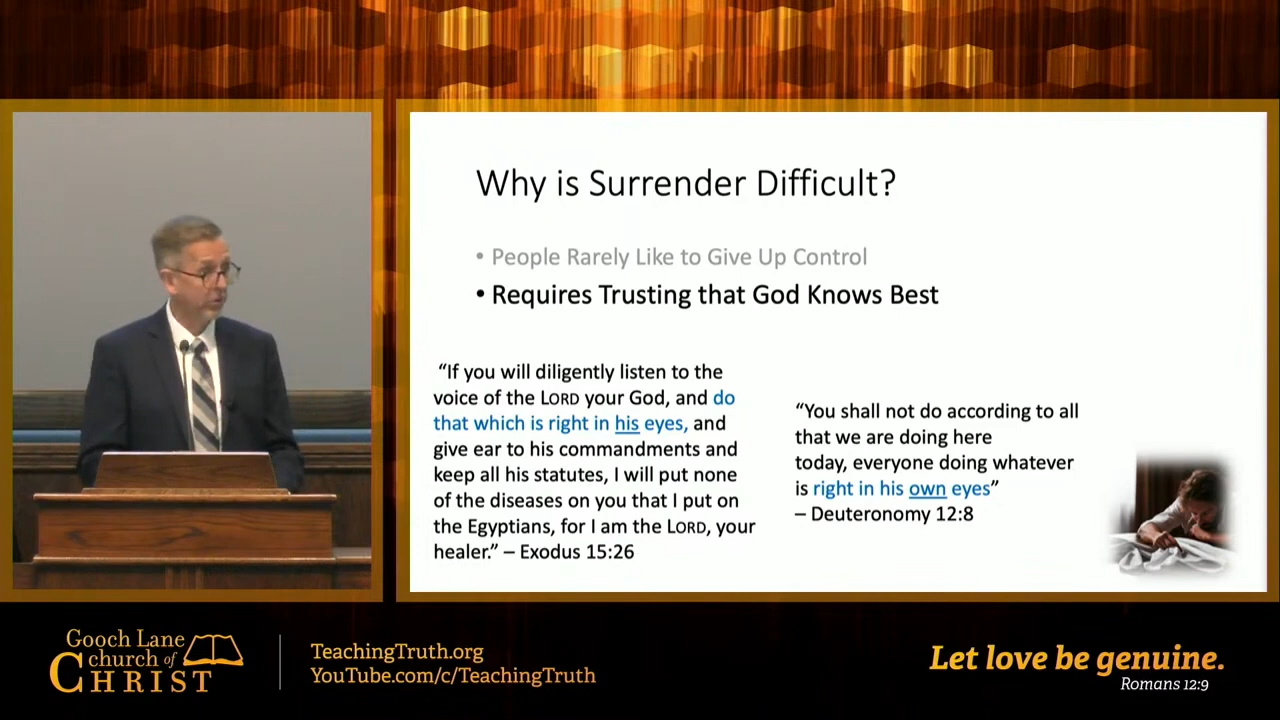 Why is Surrender Difficult?
• People Rarely Like to Give Up Control
• Requires Trusting that God Knows Best
“If you will diligently listen to the
voice of the LORD your God, and do
that which is right in his eyes, and
give ear to his commandments and
keep all his statutes, I will put none
of the diseases on you that I put on
the Egyptians, for I am the LORD, your
healer.” – Exodus 15:26
“You shall not do according to all
that we are doing here
today, everyone doing whatever
is right in his own eyes”
– Deuteronomy 12:8
Gooch Lane
church of
CHRIST
TeachingTruth.org
YouTube.com/c/TeachingTruth
Let love be genuine.
Romans 12:9